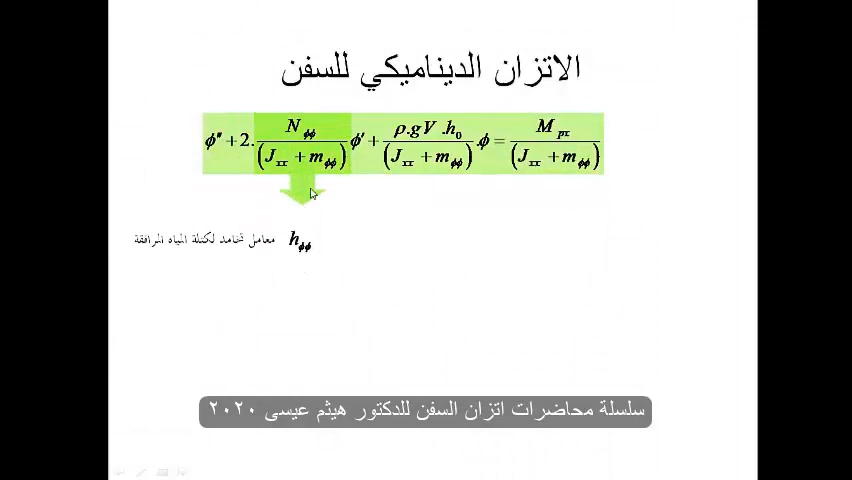 الاتزان الديناميكي للسفن
ϕ″ + 2. N_ϕϕ / (J_xx + m_ϕϕ) ϕ′ + ρ.gV.h_0 / (J_xx + m_ϕϕ) .ϕ = M_px / (J_xx + m_ϕϕ)
h_ϕϕ معامل تخامد لكتلة المياه المرافقة
سلسلة محاضرات اتزان السفن للدكتور هيثم عيسى ٢٠٢٠